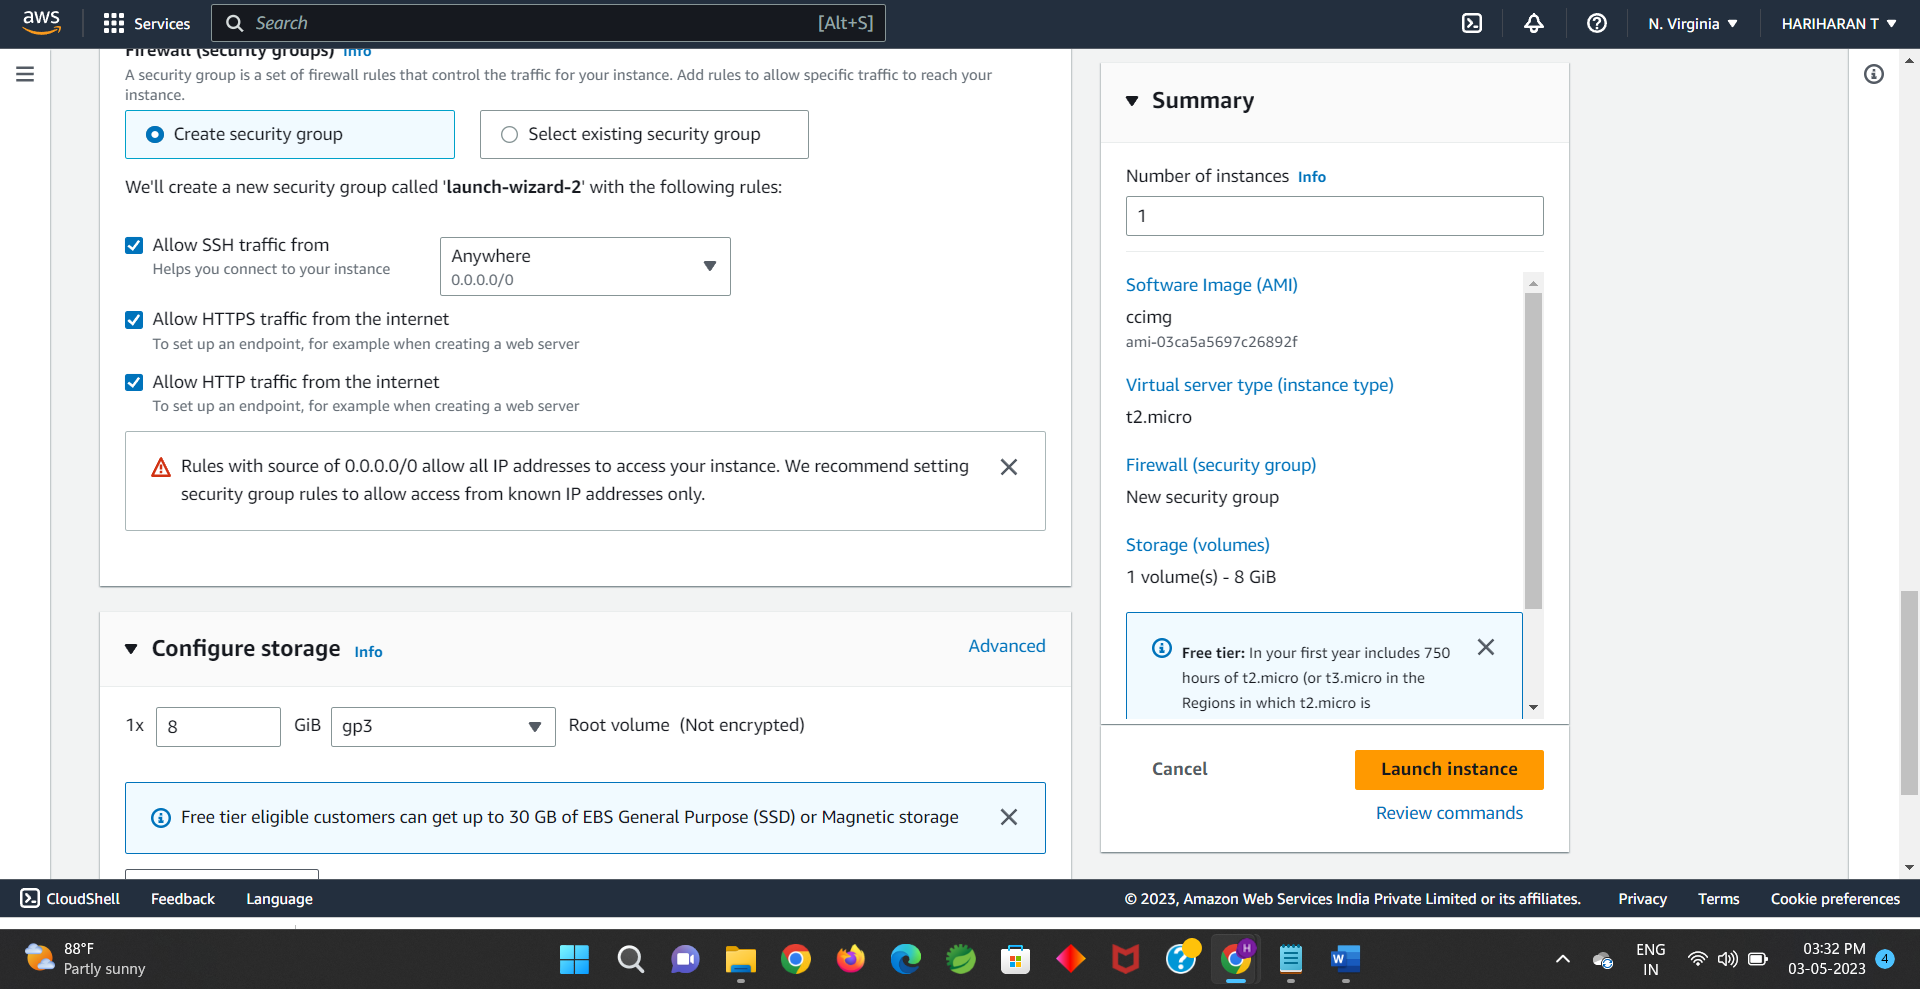 aws
Services
Search
[Alt+S]
N. Virginia
HARIHARAN T
Firewall (security groups) Info
A security group is a set of firewall rules that control the traffic for your instance. Add rules to allow specific traffic to reach your
instance.
Create security group
Select existing security group
We'll create a new security group called 'launch-wizard-2' with the following rules:
Allow SSH traffic from
Helps you connect to your instance
Anywhere
0.0.0.0/0
Allow HTTPS traffic from the internet
To set up an endpoint, for example when creating a web server
Allow HTTP traffic from the internet
To set up an endpoint, for example when creating a web server
Rules with source of 0.0.0.0/0 allow all IP addresses to access your instance. We recommend setting
security group rules to allow access from known IP addresses only.
Configure storage Info
Advanced
1x
8
GiB
gp3
Root volume (Not encrypted)
Free tier eligible customers can get up to 30 GB of EBS General Purpose (SSD) or Magnetic storage
Summary
Number of instances Info
1
Software Image (AMI)
ccimg
ami-03ca5a5697c26892f
Virtual server type (instance type)
t2.micro
Firewall (security group)
New security group
Storage (volumes)
1 volume(s) - 8 GiB
Free tier: In your first year includes 750
hours of t2.micro (or t3.micro in the
Regions in which t2.micro is
Cancel
Launch instance
Review commands
CloudShell
Feedback
Language
© 2023, Amazon Web Services India Private Limited or its affiliates.
Privacy
Terms
Cookie preferences
88°F
Partly sunny
H
W
ENG
IN
03:32 PM
03-05-2023
4